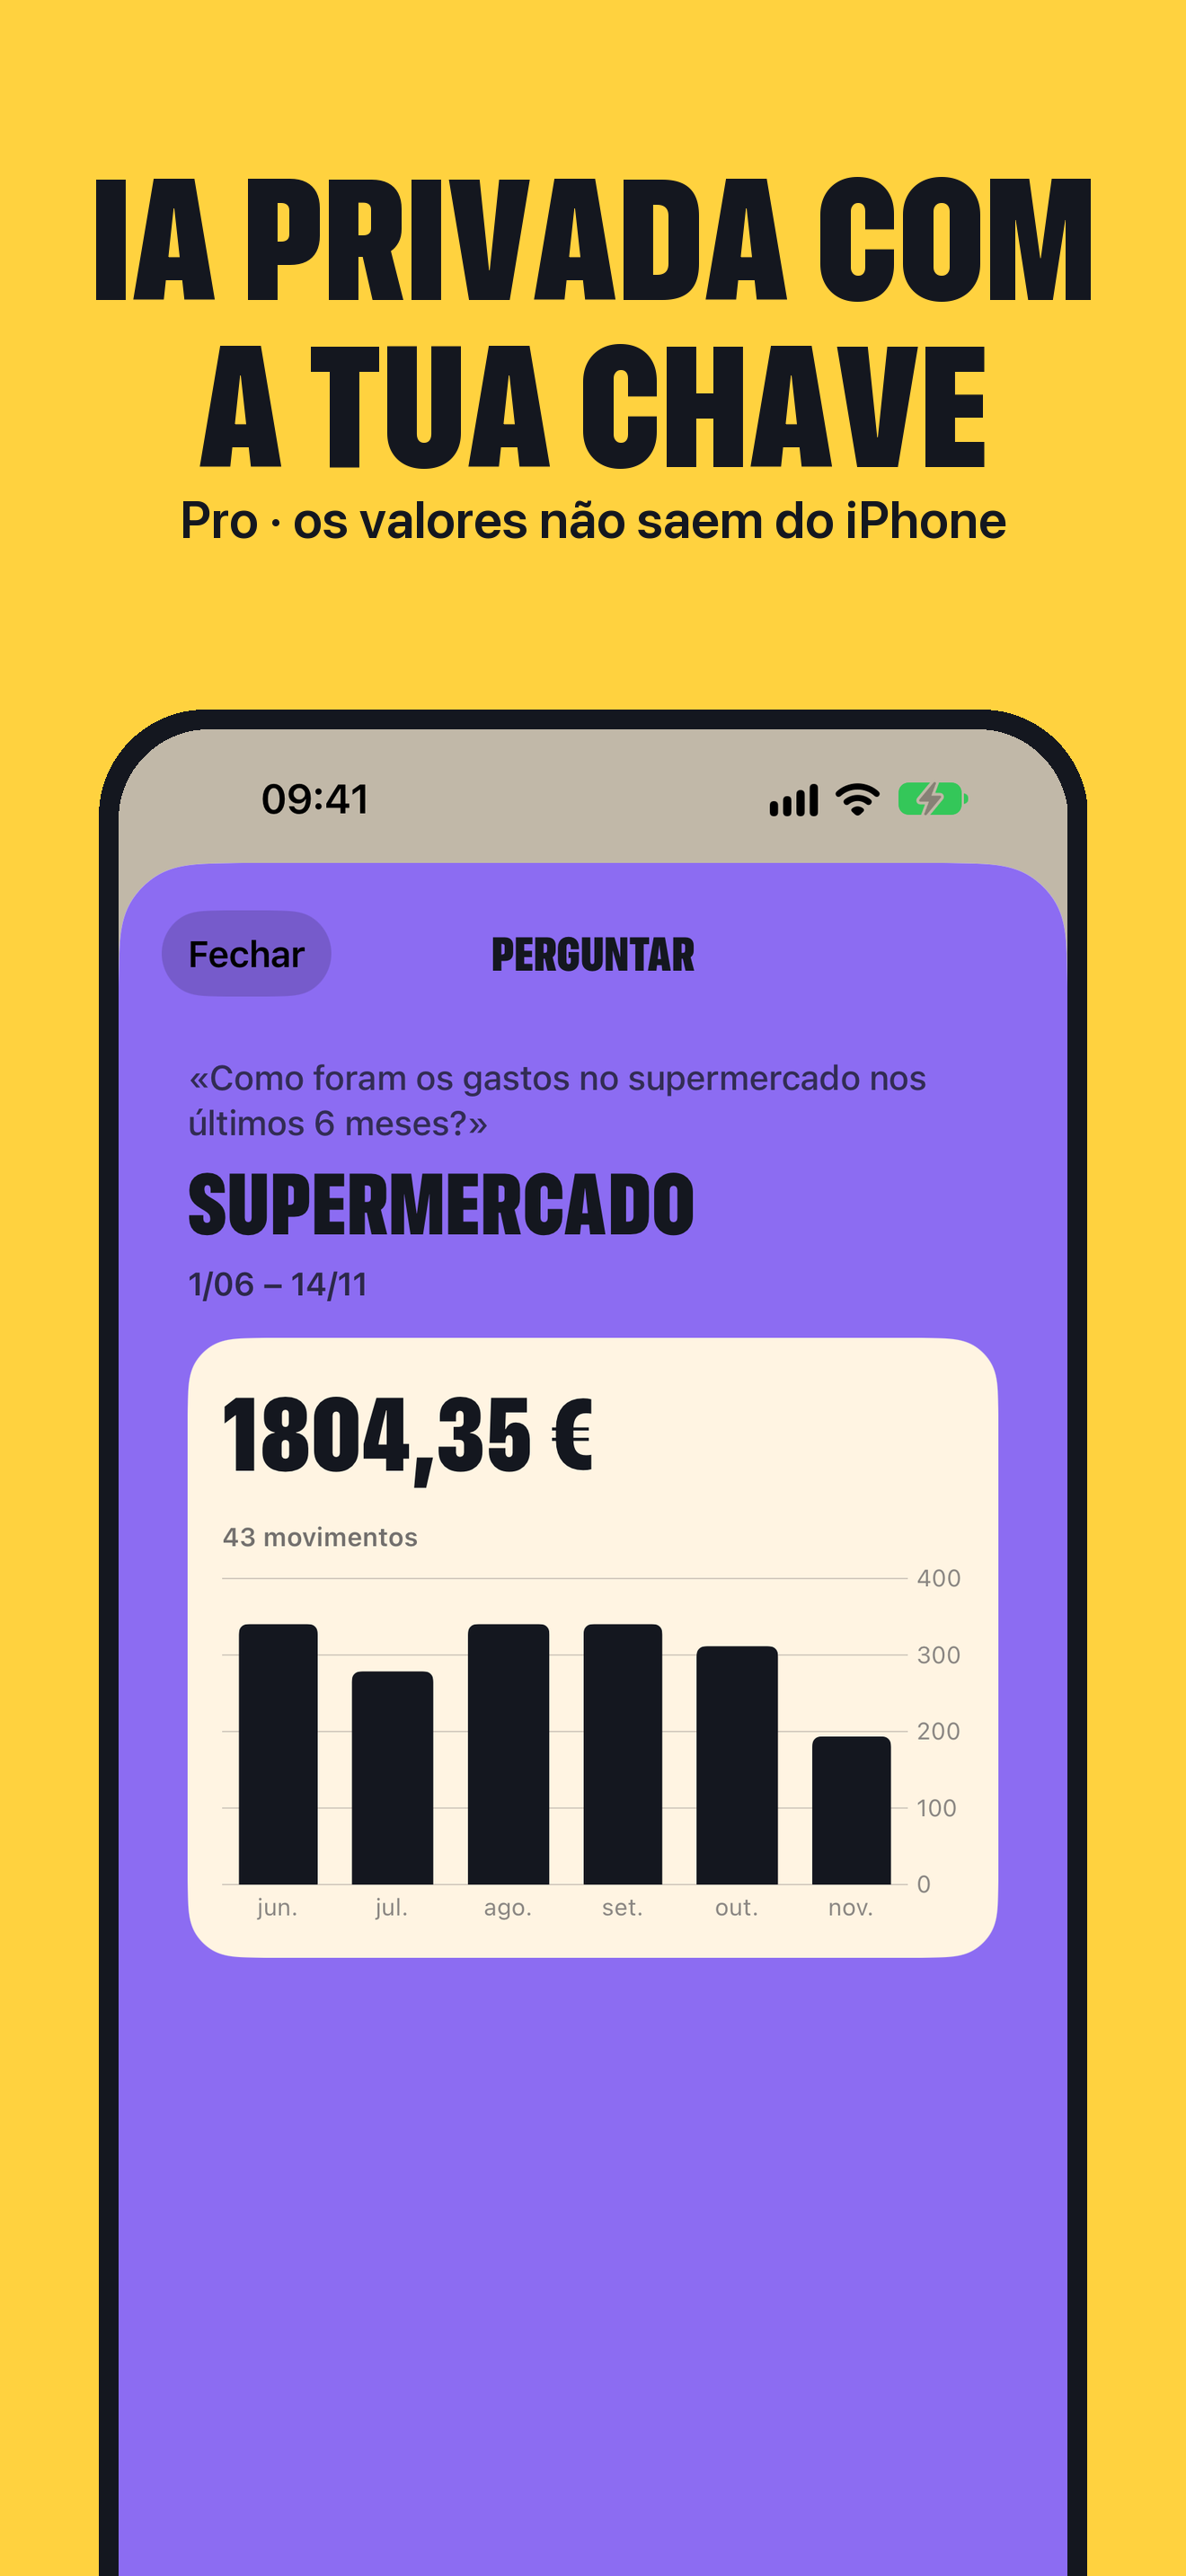 IA PRIVADA COM
A TUA CHAVE
Pro · os valores não saem do iPhone
09:41
Fechar
PERGUNTAR
«Como foram os gastos no supermercado nos
últimos 6 meses?»
SUPERMERCADO
1/06 – 14/11
1804,35 €
43 movimentos
400
300
200
100
0
jun. jul. ago. set. out. nov.